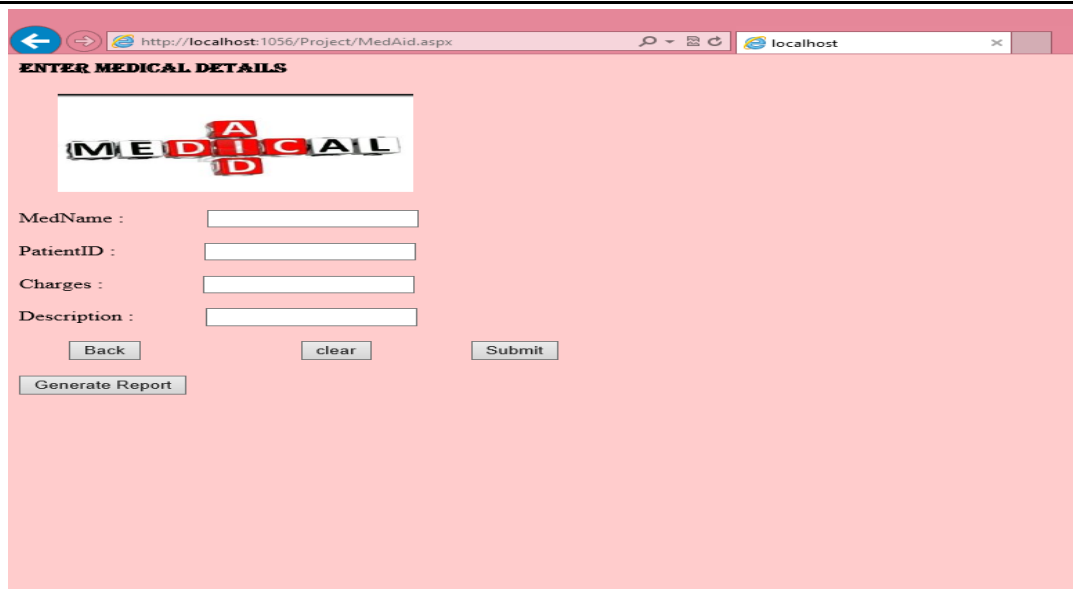 http://localhost:1056/Project/MedAid.aspx
localhost
ENTER MEDICAL DETAILS
A
MEDICAL
D
MedName :
PatientID :
Charges :
Description :
Back clear Submit
Generate Report